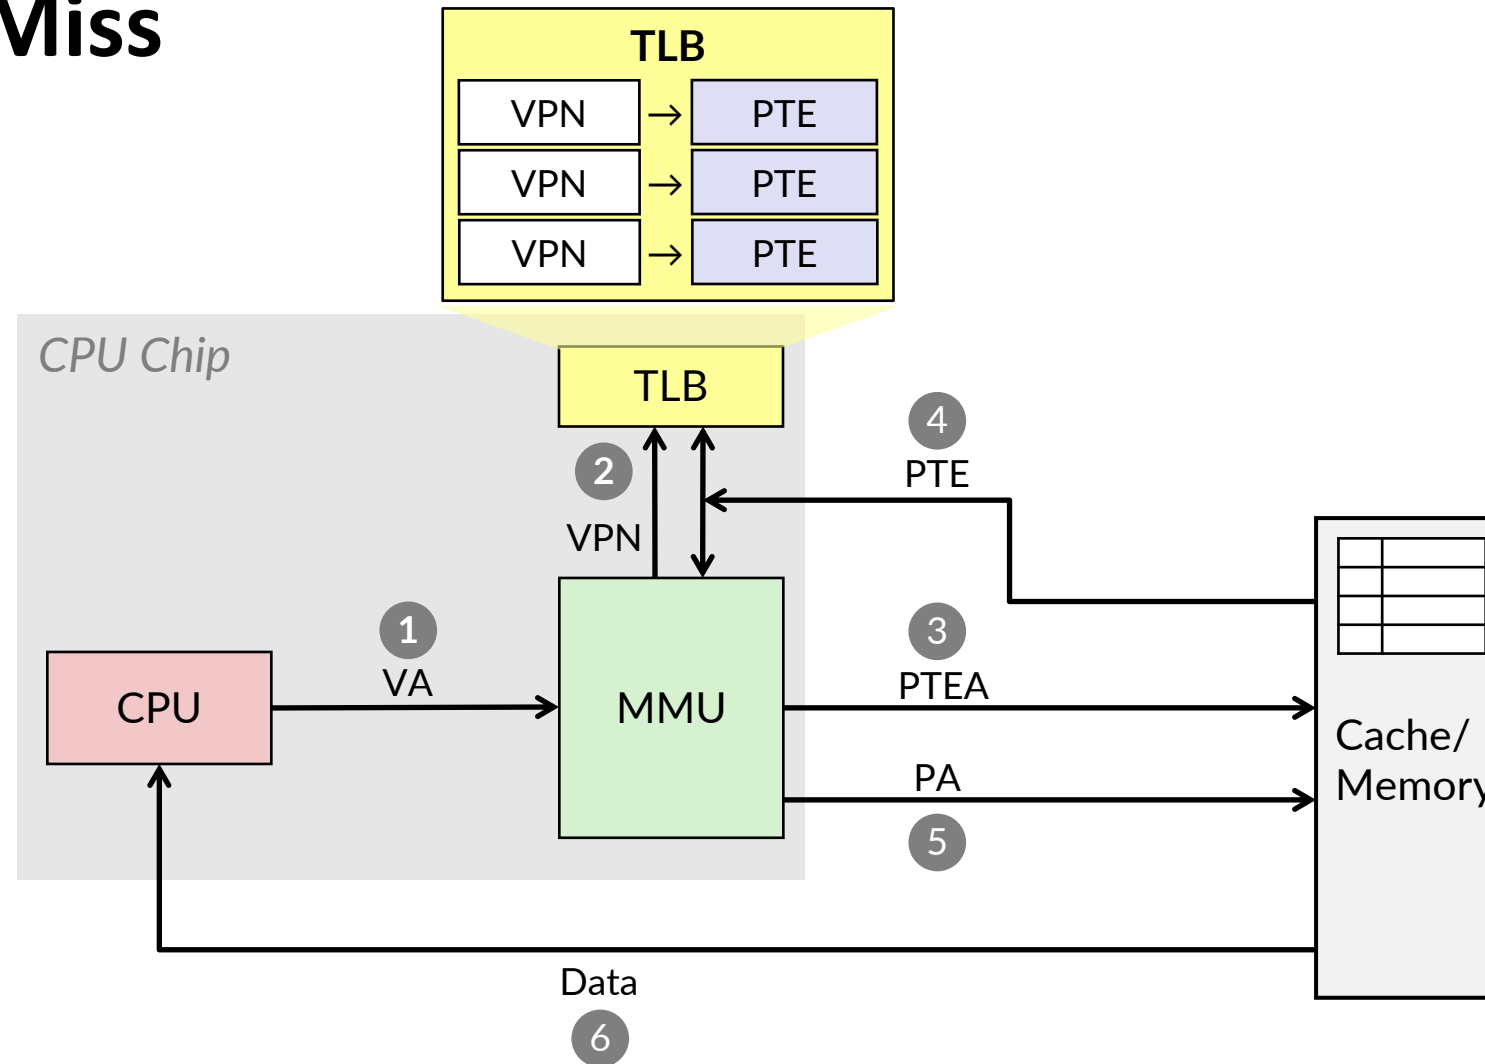 Miss
TLB
VPN → PTE
VPN → PTE
VPN → PTE
CPU Chip
TLB
2
VPN
4
PTE
1
VA
3
PTEA
CPU
MMU
Cache/
Memory
PA
5
Data
6